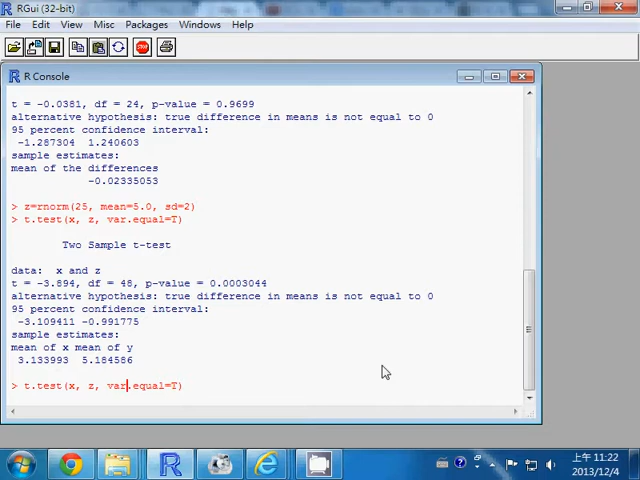 RGui (32-bit)
File Edit View Misc Packages Windows Help
STOP
R Console
t = -0.0381, df = 24, p-value = 0.9699
alternative hypothesis: true difference in means is not equal to 0
95 percent confidence interval:
-1.287304 1.240603
sample estimates:
mean of the differences
-0.02335053
> z=rnorm(25, mean=5.0, sd=2)
> t.test(x, z, var.equal=T)
Two Sample t-test
data: x and z
t = -3.894, df = 48, p-value = 0.0003044
alternative hypothesis: true difference in means is not equal to 0
95 percent confidence interval:
-3.109411 -0.991775
sample estimates:
mean of x mean of y
3.133993 5.184586
> t.test(x, z, var.equal=T)
上午 11:22
2013/12/4